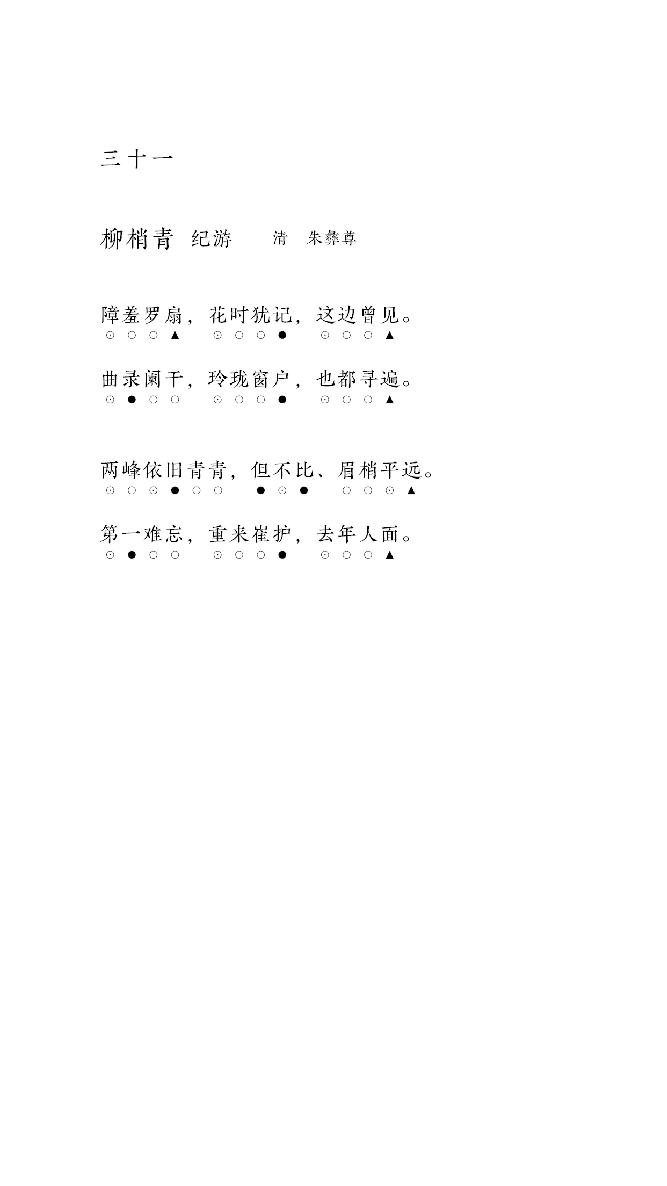 三十一
柳梢青 纪游 清 朱彝尊
障羞罗扇，花时犹记，这边曾见。
⊙○○▲ ⊙○○● ⊙○○▲
曲录阑干，玲珑窗户，也都寻遍。
⊙●○○ ⊙○○● ⊙○○▲
两峰依旧青青，但不比、眉梢平远。
⊙○⊙●○○ ●⊙● ○○⊙▲
第一难忘，重来崔护，去年人面。
⊙●○○ ⊙○○● ⊙○○▲